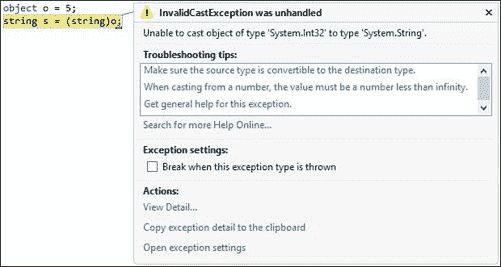 object o = 5;
string s = (string)o;
InvalidCastException was unhandled
Unable to cast object of type 'System.Int32' to type 'System.String'.
Troubleshooting tips:
Make sure the source type is convertible to the destination type.
When casting from a number, the value must be a number less than infinity.
Get general help for this exception.
Search for more Help Online...
Exception settings:
Break when this exception type is thrown
Actions:
View Detail...
Copy exception detail to the clipboard
Open exception settings